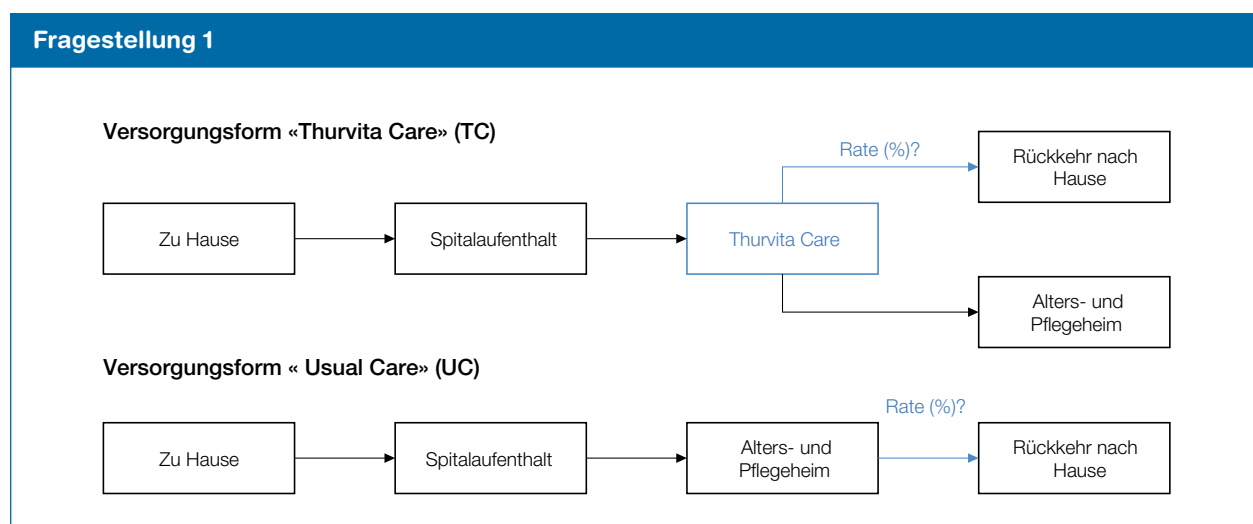 Fragestellung 1
Versorgungsform «Thurvita Care» (TC)
Rate (%)?
Rückkehr nach
Hause
Zu Hause
Spitalaufenthalt
Thurvita Care
Alters- und
Pflegeheim
Versorgungsform « Usual Care» (UC)
Rate (%)?
Zu Hause
Spitalaufenthalt
Alters- und
Pflegeheim
Rückkehr nach
Hause